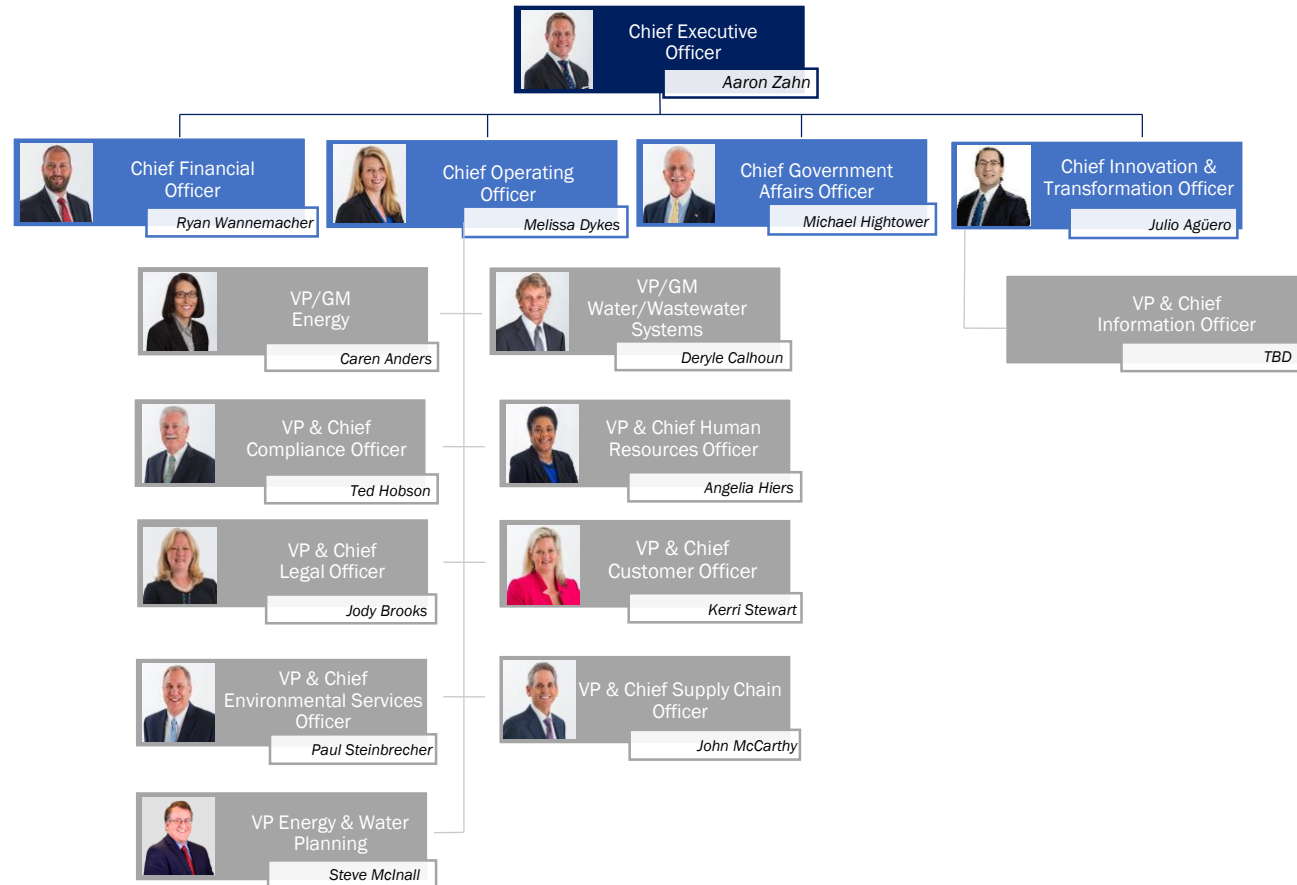 Chief Executive
Officer
Aaron Zahn
Chief Financial
Officer
Ryan Wannemacher
Chief Operating
Officer
Melissa Dykes
Chief Government
Affairs Officer
Michael Hightower
Chief Innovation &
Transformation Officer
Julio Agüero
VP/GM
Energy
Caren Anders
VP/GM
Water/Wastewater
Systems
Deryle Calhoun
VP & Chief
Information Officer
TBD
VP & Chief
Compliance Officer
Ted Hobson
VP & Chief Human
Resources Officer
Angelia Hiers
VP & Chief
Legal Officer
Jody Brooks
VP & Chief
Customer Officer
Kerri Stewart
VP & Chief
Environmental Services
Officer
Paul Steinbrecher
VP & Chief Supply Chain
Officer
John McCarthy
VP Energy & Water
Planning
Steve McInall